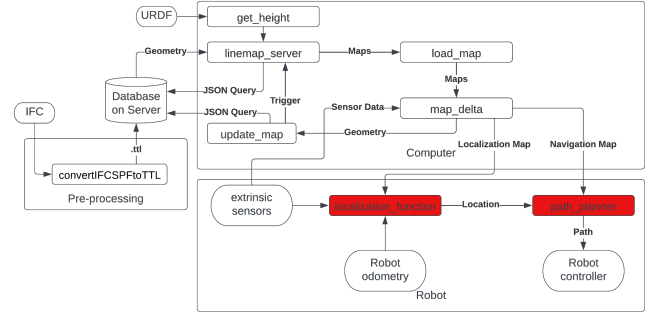 URDF
get_height
Geometry
linemap_server
Maps
load_map
JSON Query
Maps
Database
on Server
Trigger
Sensor Data
IFC
JSON Query
map_delta
update_map
Geometry
.ttl
Localization Map
Navigation Map
Computer
convertIFCSPFtoTTL
Pre-processing
extrinsic
sensors
localization_function
Location
path_planner
Path
Robot
odometry
Robot
controller
Robot